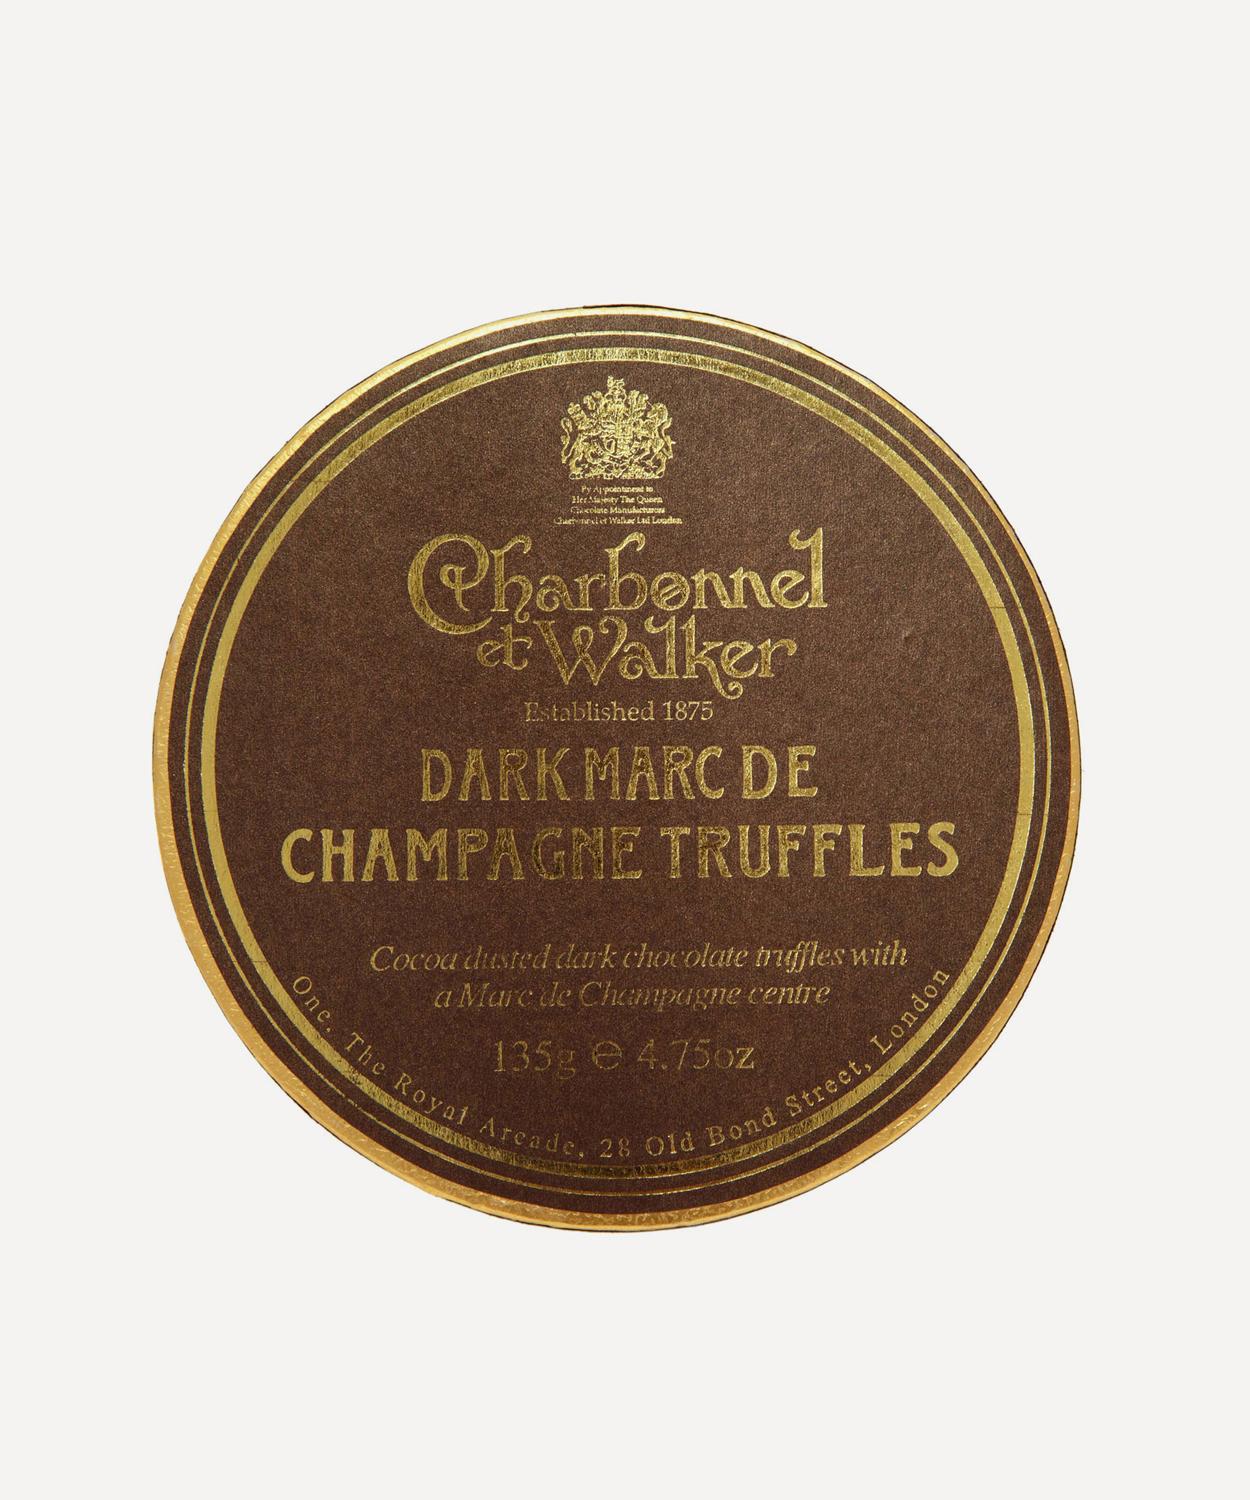 By Appointment to
Her Majesty The Queen
Chocolate Manufacturers
Charbonnel et Walker Ltd London
Charbonnel
et Walker
Established 1875
DARK MARC DE
CHAMPAGNE TRUFFLES
Cocoa dusted dark chocolate truffles with
a Marc de Champagne centre
135g ℮ 4.75oz
One, The Royal Arcade, 28 Old Bond Street, London